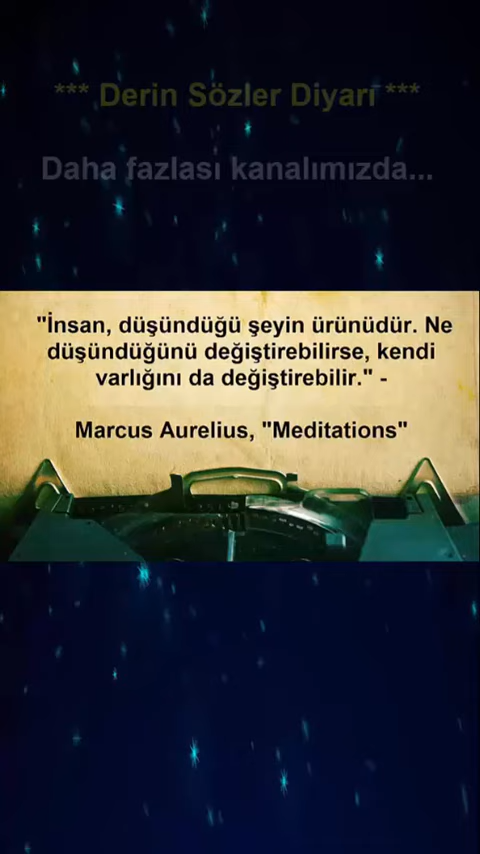 *** Derin Sözler Diyarı ***
Daha fazlası kanalımızda...
"İnsan, düşündüğü şeyin ürünüdür. Ne
düşündüğünü değiştirebilirse, kendi
varlığını da değiştirebilir." -
Marcus Aurelius, "Meditations"